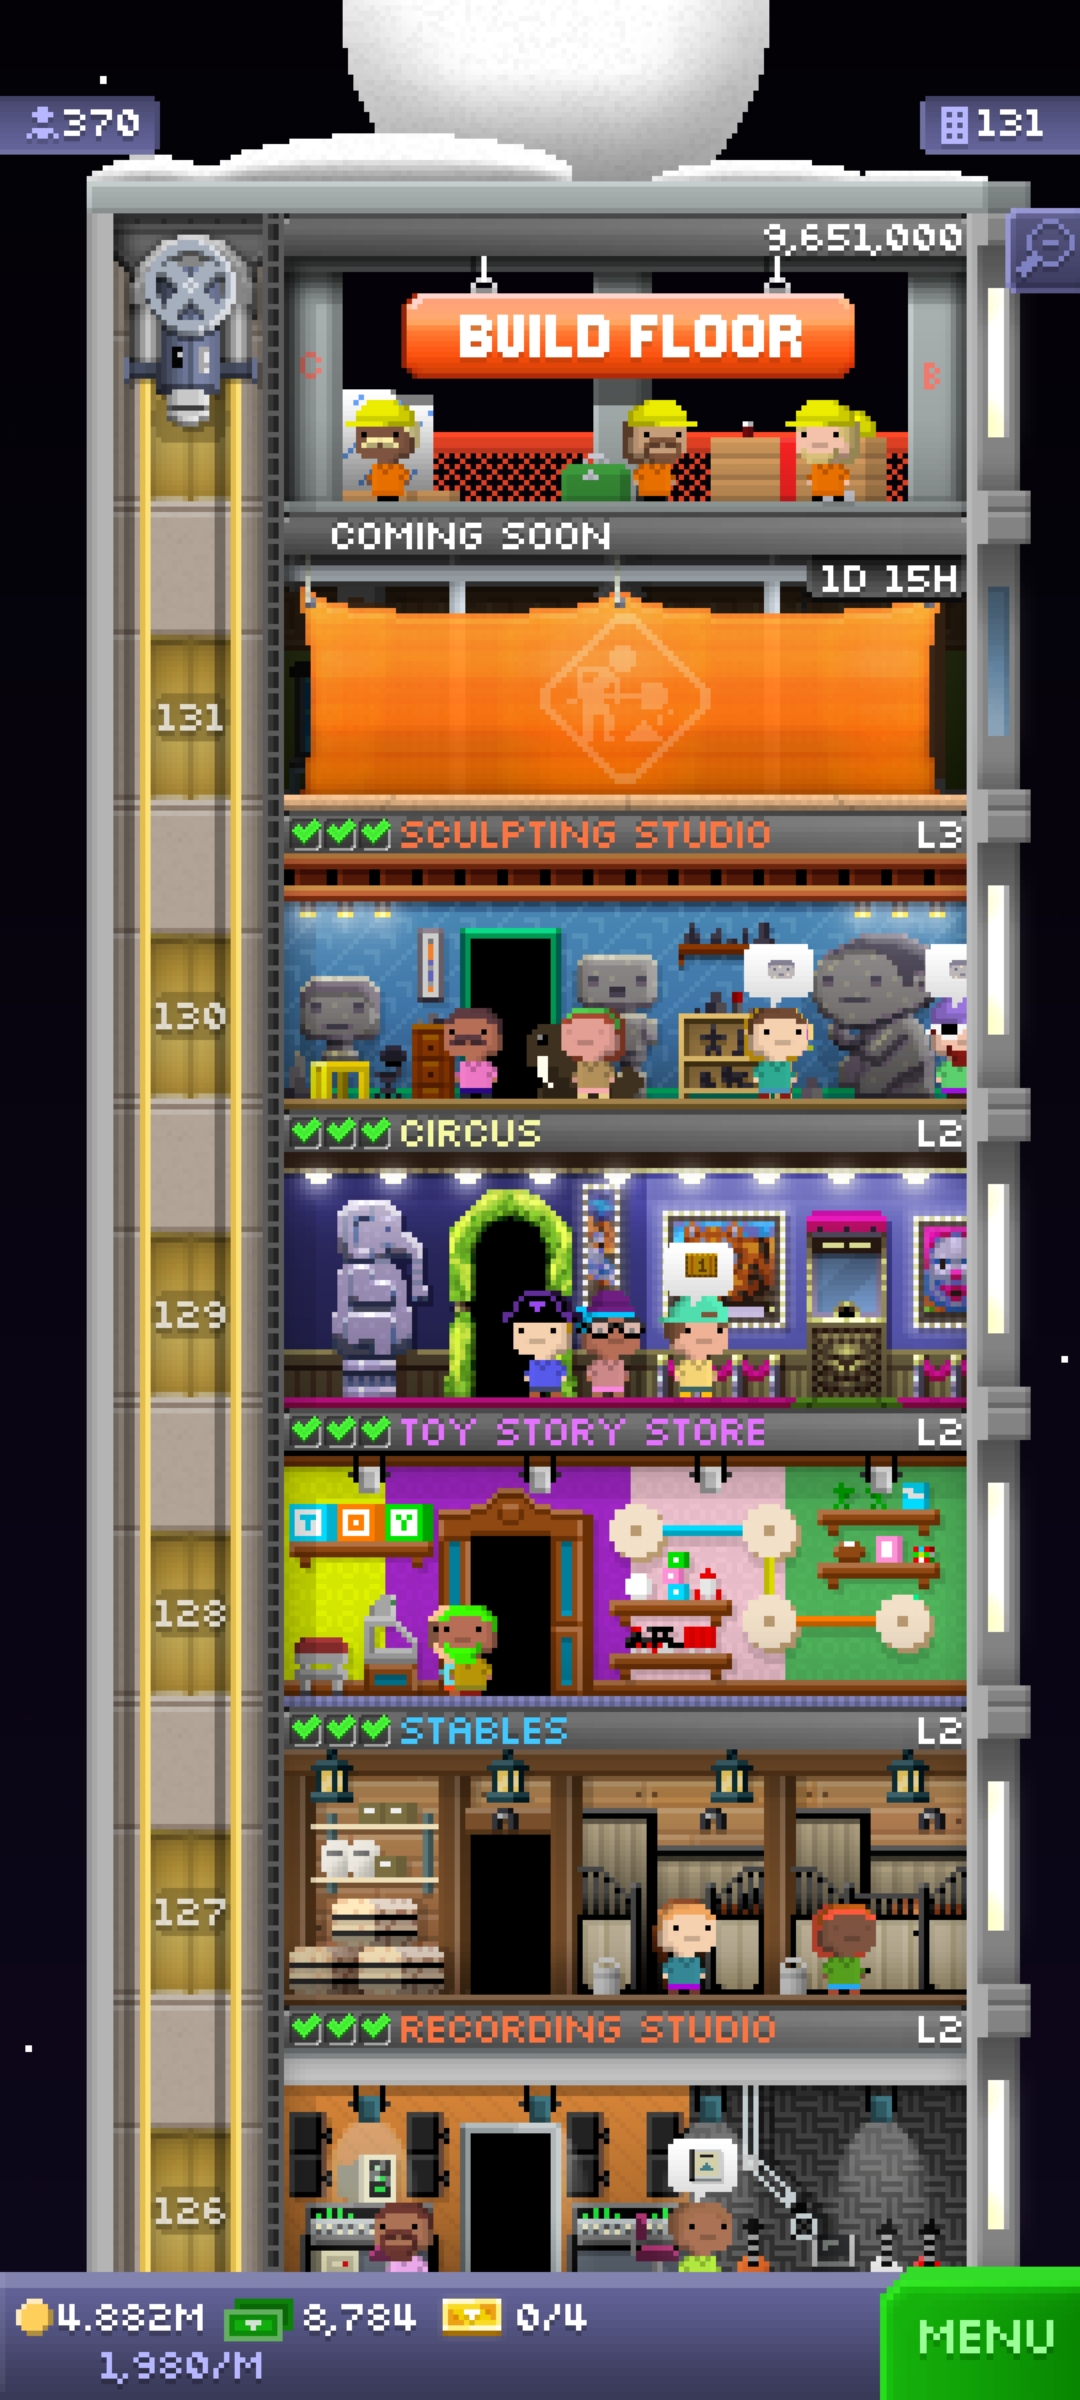 370
131
9,651,000
BUILD FLOOR
C
B
COMING SOON
1D 15H
131
SCULPTING STUDIO L3
130
CIRCUS L2
1
129
TOY STORY STORE L2
TOY
128
STABLES L2
127
RECORDING STUDIO L2
126
4.882M 8,784 0/4
1,980/M
MENU